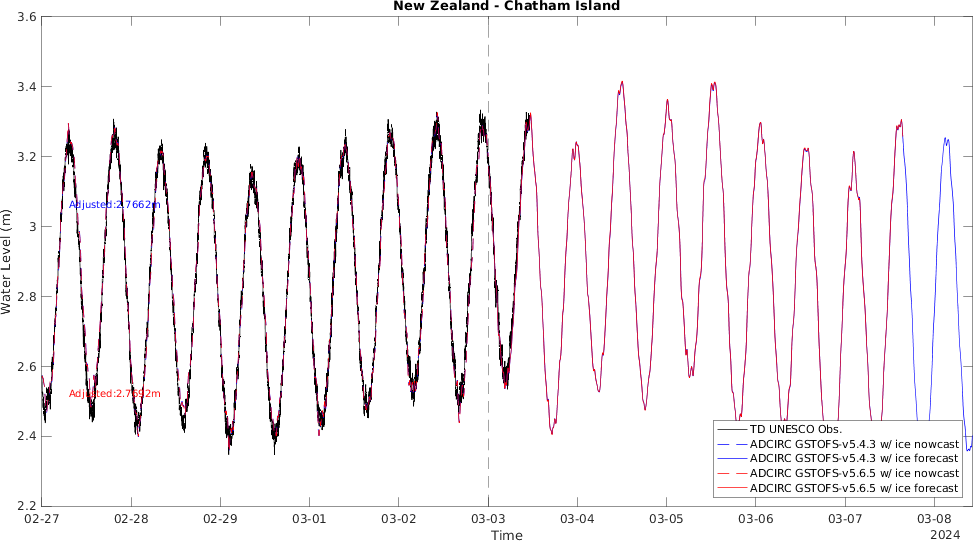 New Zealand - Chatham Island
3.6
3.4
3.2
3
2.8
2.6
2.4
2.2
Water Level (m)
Adjusted:2.7662m
Adjusted:2.7692m
TD UNESCO Obs.
ADCIRC GSTOFS-v5.4.3 w/ ice nowcast
ADCIRC GSTOFS-v5.4.3 w/ ice forecast
ADCIRC GSTOFS-v5.6.5 w/ ice nowcast
ADCIRC GSTOFS-v5.6.5 w/ ice forecast
02-27 02-28 02-29 03-01 03-02 03-03 03-04 03-05 03-06 03-07 03-08
2024
Time